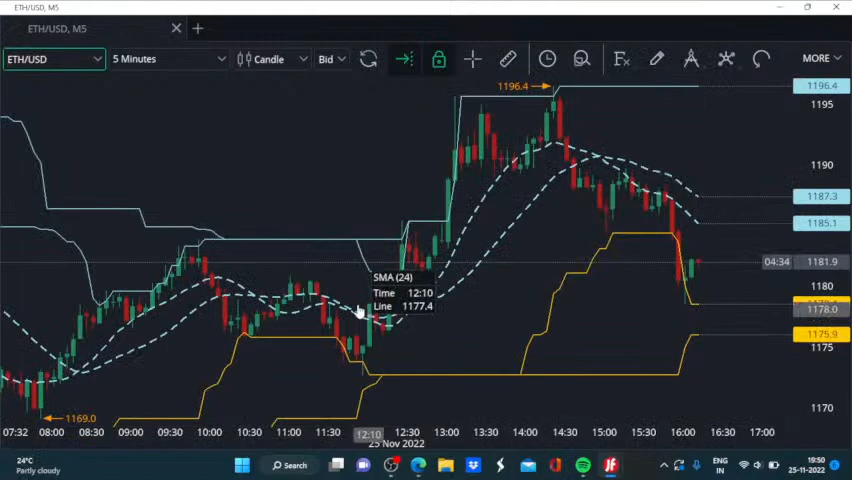 ETH/USD, M5
ETH/USD, M5
ETH/USD
5 Minutes
Candle
Bid
MORE
1196.4
1196.4
1195
1190
1187.3
1185.1
04:34
1181.9
1180
1178.0
1175.9
1175
1170
1169.0
SMA (24)
Time 12:10
Line 1177.4
07:32 08:00 08:30 09:00 09:30 10:00 10:30 11:00 11:30 12:10 12:30 13:00 13:30 14:00 14:30 15:00 15:30 16:00 16:30 17:00
25 Nov 2022
24°C
Partly cloudy
Search
ENG
IN
19:50
25-11-2022